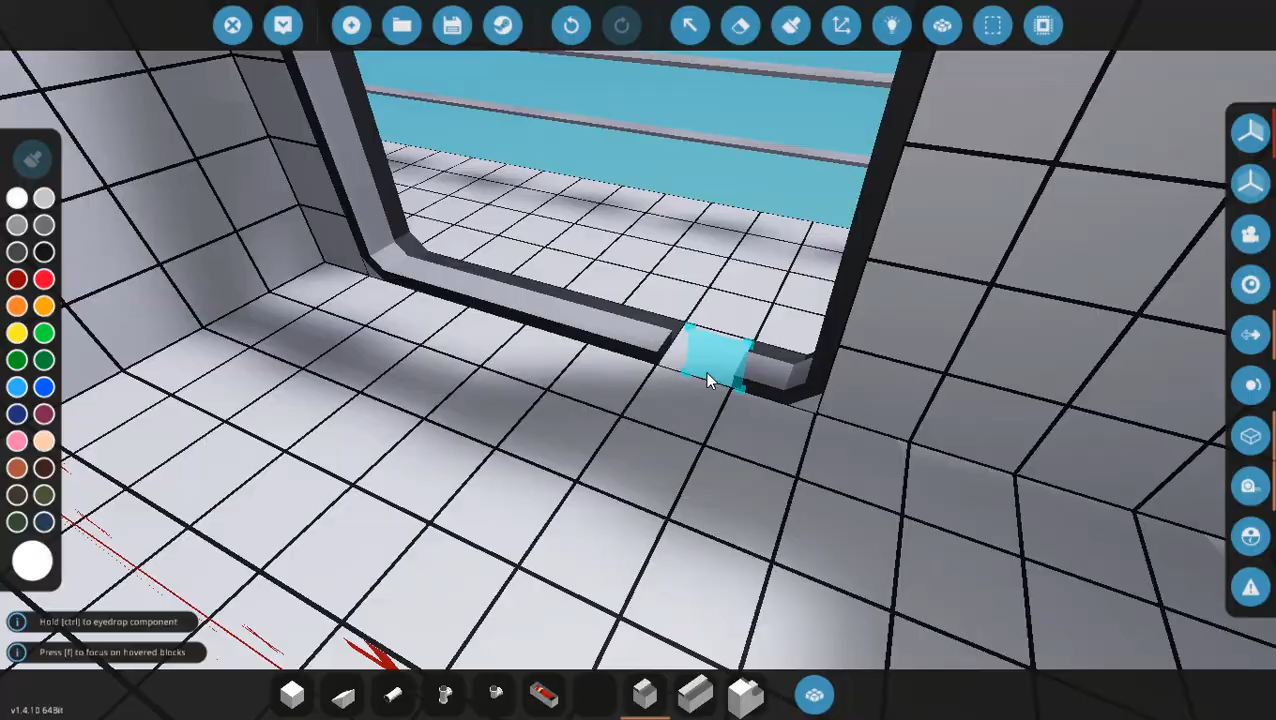 Hold [ctrl] to eyedrop component
Press [f] to focus on hovered blocks
v1.4.10 64Bit